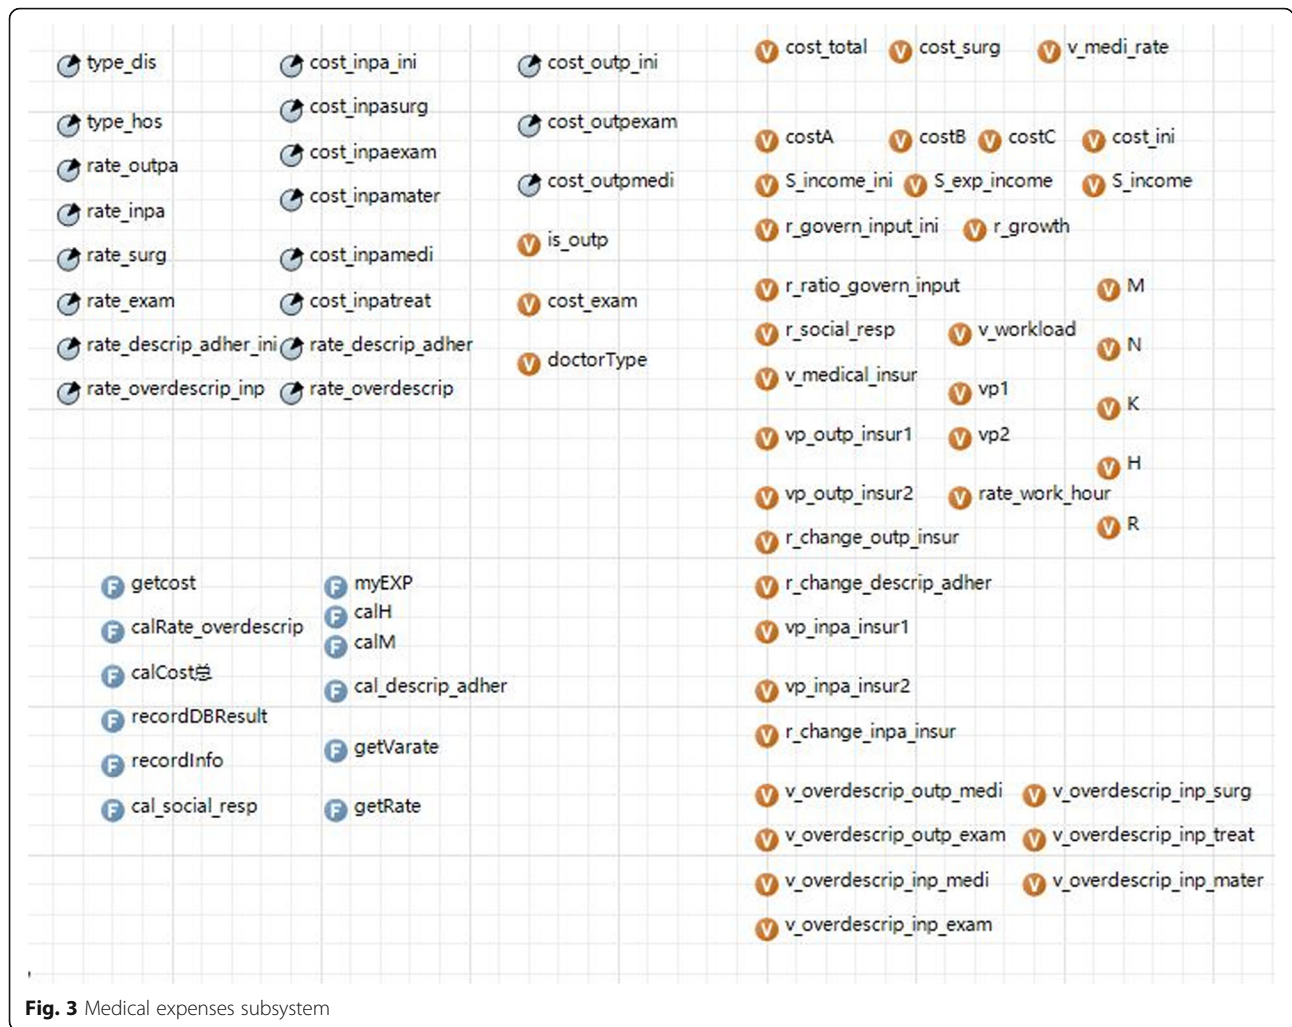 type_dis
type_hos
rate_outpa
rate_inpa
rate_surg
rate_exam
rate_descrip_adher_ini
rate_overdescrip_inp
cost_inpa_ini
cost_inpasurg
cost_inpaexam
cost_inpamater
cost_inpamedi
cost_inpatreat
rate_descrip_adher
rate_overdescrip
cost_outp_ini
cost_outpexam
cost_outpmedi
V is_outp
V cost_exam
V doctorType
V cost_total V cost_surg V v_medi_rate
V costA V costB V costC V cost_ini
V S_income_ini V S_exp_income V S_income
V r_govern_input_ini V r_growth
V r_ratio_govern_input
V r_social_resp V v_workload
V v_medical_insur
V vp1
V vp_outp_insur1 V vp2
V vp_outp_insur2 V rate_work_hour
V r_change_outp_insur
V r_change_descrip_adher
V vp_inpa_insur1
V vp_inpa_insur2
V r_change_inpa_insur
V M
V N
V K
V H
V R
V v_overdescrip_outp_medi V v_overdescrip_inp_surg
V v_overdescrip_outp_exam V v_overdescrip_inp_treat
V v_overdescrip_inp_medi V v_overdescrip_inp_mater
V v_overdescrip_inp_exam
F getcost
F calRate_overdescrip
F calCost总
F recordDBResult
F recordInfo
F cal_social_resp
F myEXP
F calH
F calM
F cal_descrip_adher
F getVarate
F getRate
Fig. 3 Medical expenses subsystem